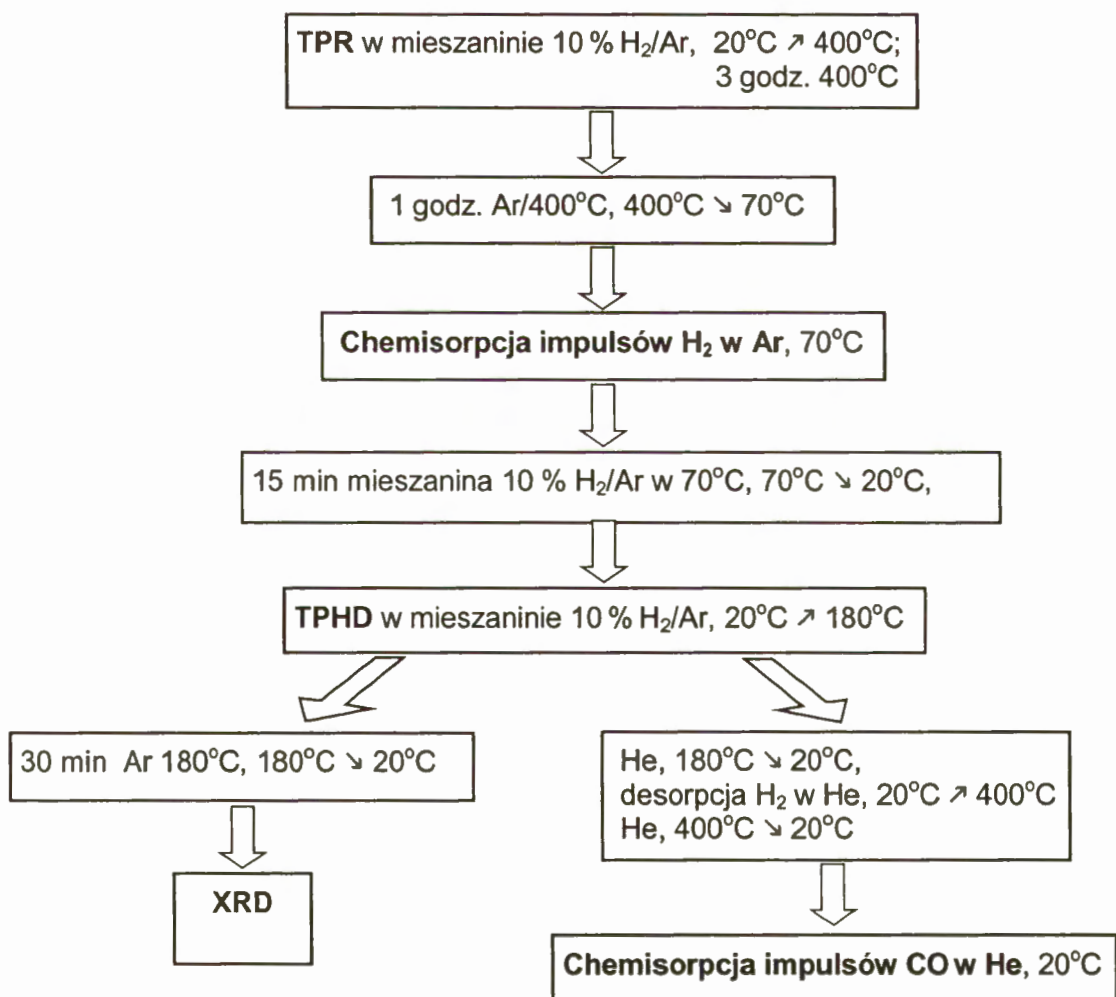 TPR w mieszaninie 10 % H₂/Ar, 20°C ↗ 400°C;
3 godz. 400°C
1 godz. Ar/400°C, 400°C ↘ 70°C
Chemisorpcja impulsów H₂ w Ar, 70°C
15 min mieszanina 10 % H₂/Ar w 70°C, 70°C ↘ 20°C,
TPHD w mieszaninie 10 % H₂/Ar, 20°C ↗ 180°C
30 min Ar 180°C, 180°C ↘ 20°C
XRD
He, 180°C ↘ 20°C,
desorpcja H₂ w He, 20°C ↗ 400°C
He, 400°C ↘ 20°C
Chemisorpcja impulsów CO w He, 20°C